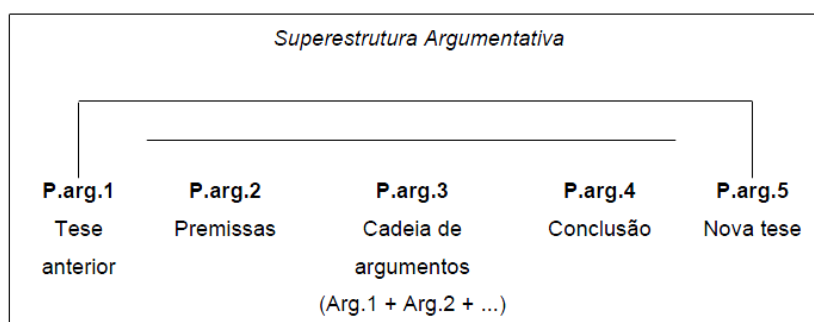 Superestrutura Argumentativa
P.arg.1 P.arg.2 P.arg.3 P.arg.4 P.arg.5
Tese Premissas Cadeia de Conclusão Nova tese
anterior argumentos
(Arg.1 + Arg.2 + ...)